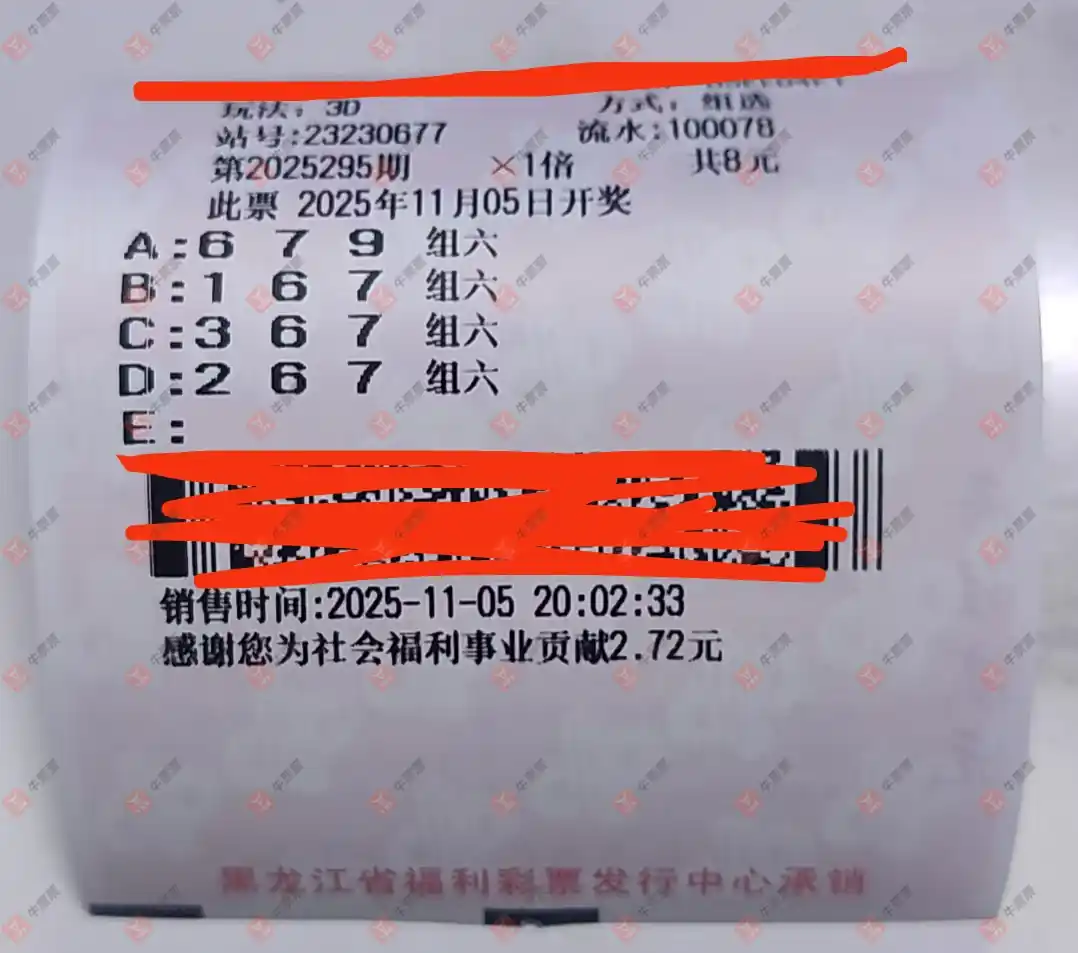 玩法：3D 方式：组选
站号:23230677 流水:100078
第2025295期 ×1倍 共8元
此票 2025年11月05日开奖
A:6 7 9 组六
B:1 6 7 组六
C:3 6 7 组六
D:2 6 7 组六
E:
销售时间:2025-11-05 20:02:33
感谢您为社会福利事业贡献2.72元
黑龙江省福利彩票发行中心承销